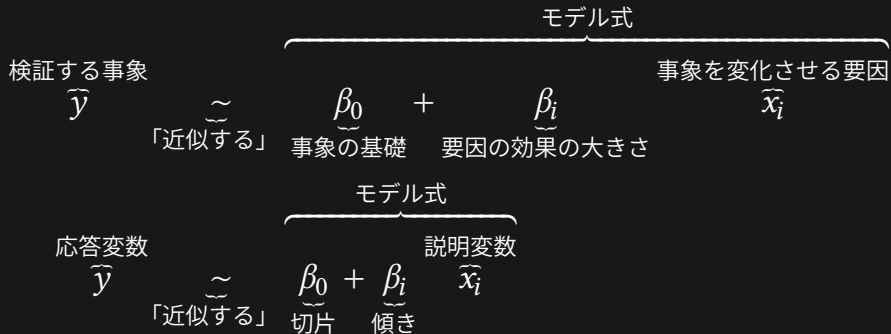 モデル式
検証する事象 事象を変化させる要因
y ∼ β0 + βi xi
「近似する」 事象の基礎 要因の効果の大きさ
モデル式
応答変数 説明変数
y ∼ β0 + βi xi
「近似する」 切片 傾き